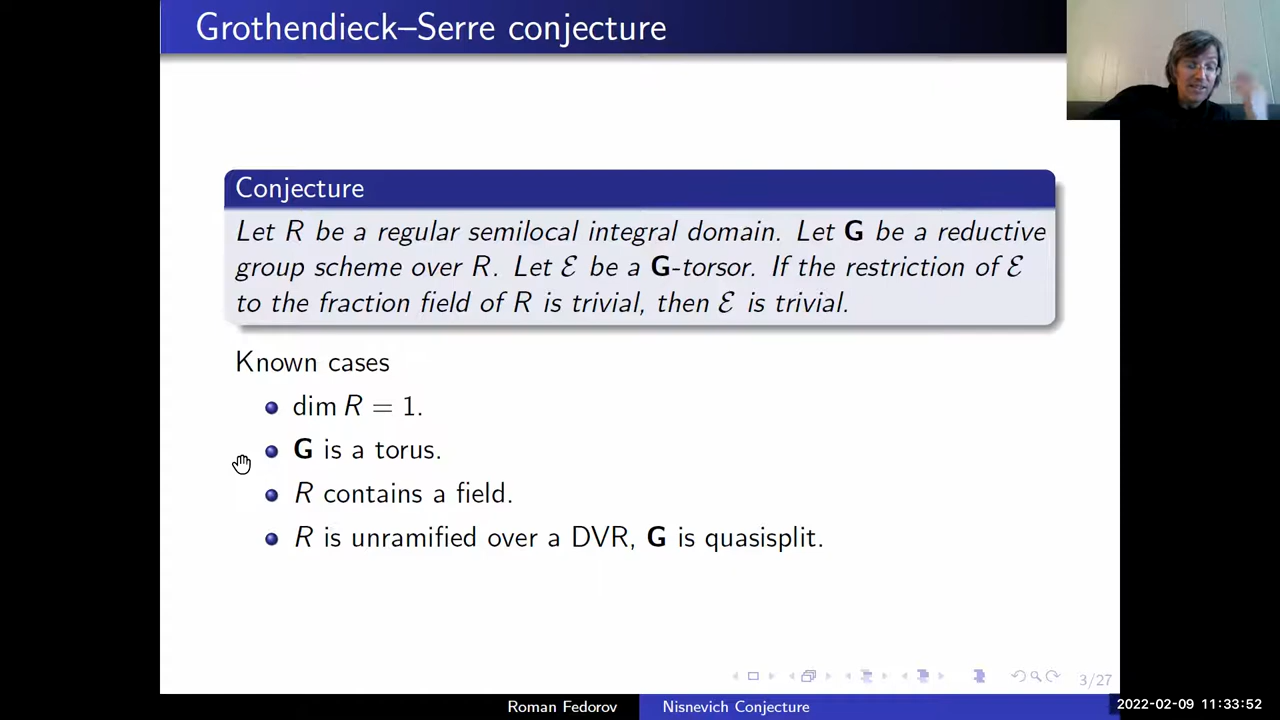 Grothendieck–Serre conjecture
Conjecture
Let R be a regular semilocal integral domain. Let G be a reductive
group scheme over R. Let ℰ be a G-torsor. If the restriction of ℰ
to the fraction field of R is trivial, then ℰ is trivial.
Known cases
dim R = 1.
G is a torus.
R contains a field.
R is unramified over a DVR, G is quasisplit.
3/27
Roman Fedorov
Nisnevich Conjecture
2022-02-09 11:33:52